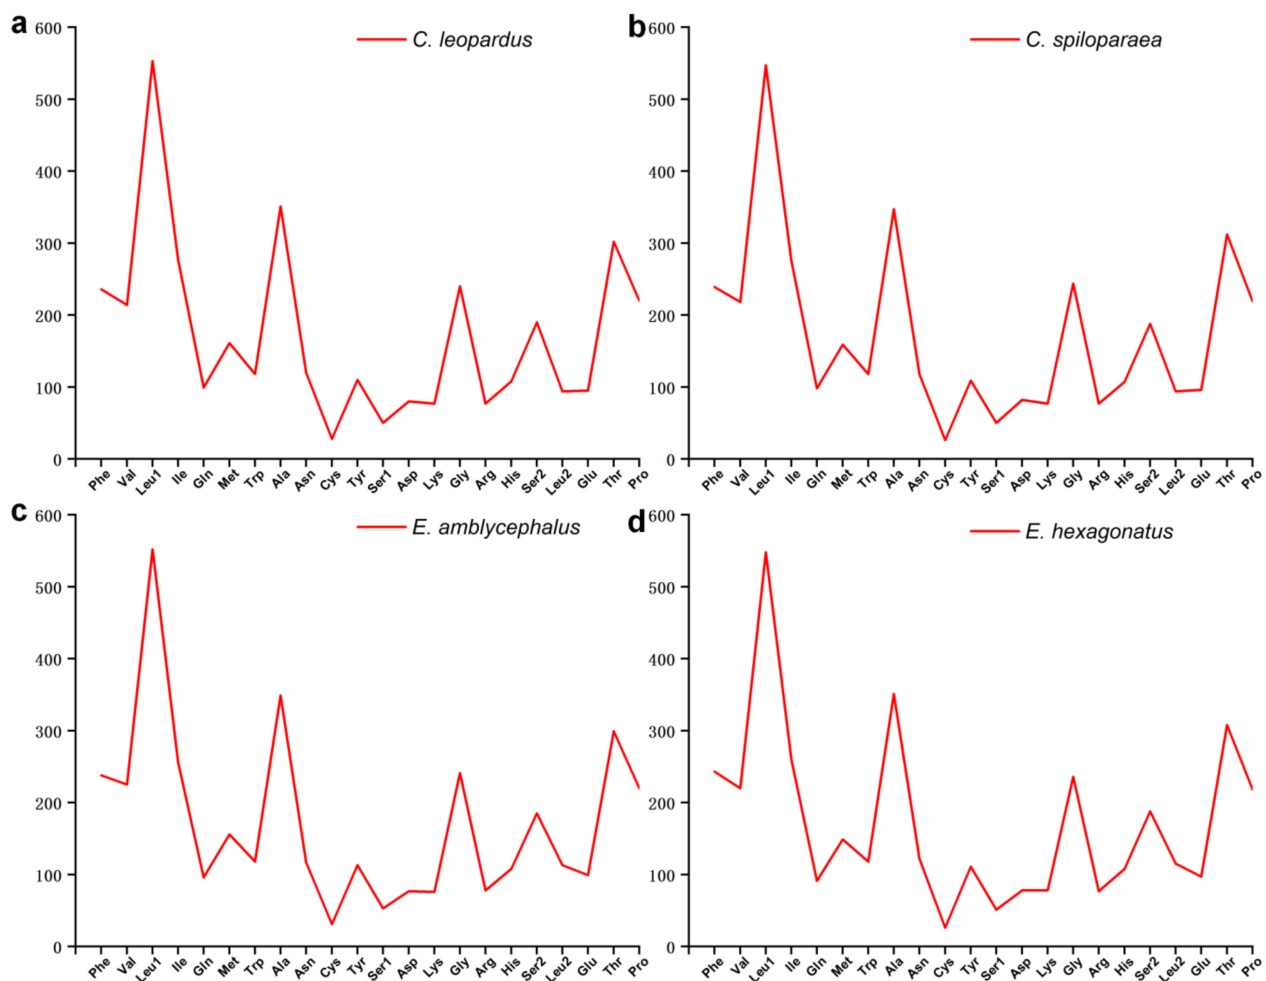 a
C. leopardus
600
500
400
300
200
100
0
Phe Val Leu1 Ile Gln Met Trp Ala Asn Cys Tyr Ser1 Asp Lys Gly Arg His Ser2 Leu2 Glu Thr Pro
b
C. spiloparaea
600
500
400
300
200
100
0
Phe Val Leu1 Ile Gln Met Trp Ala Asn Cys Tyr Ser1 Asp Lys Gly Arg His Ser2 Leu2 Glu Thr Pro
c
E. amblycephalus
600
500
400
300
200
100
0
Phe Val Leu1 Ile Gln Met Trp Ala Asn Cys Tyr Ser1 Asp Lys Gly Arg His Ser2 Leu2 Glu Thr Pro
d
E. hexagonatus
600
500
400
300
200
100
0
Phe Val Leu1 Ile Gln Met Trp Ala Asn Cys Tyr Ser1 Asp Lys Gly Arg His Ser2 Leu2 Glu Thr Pro